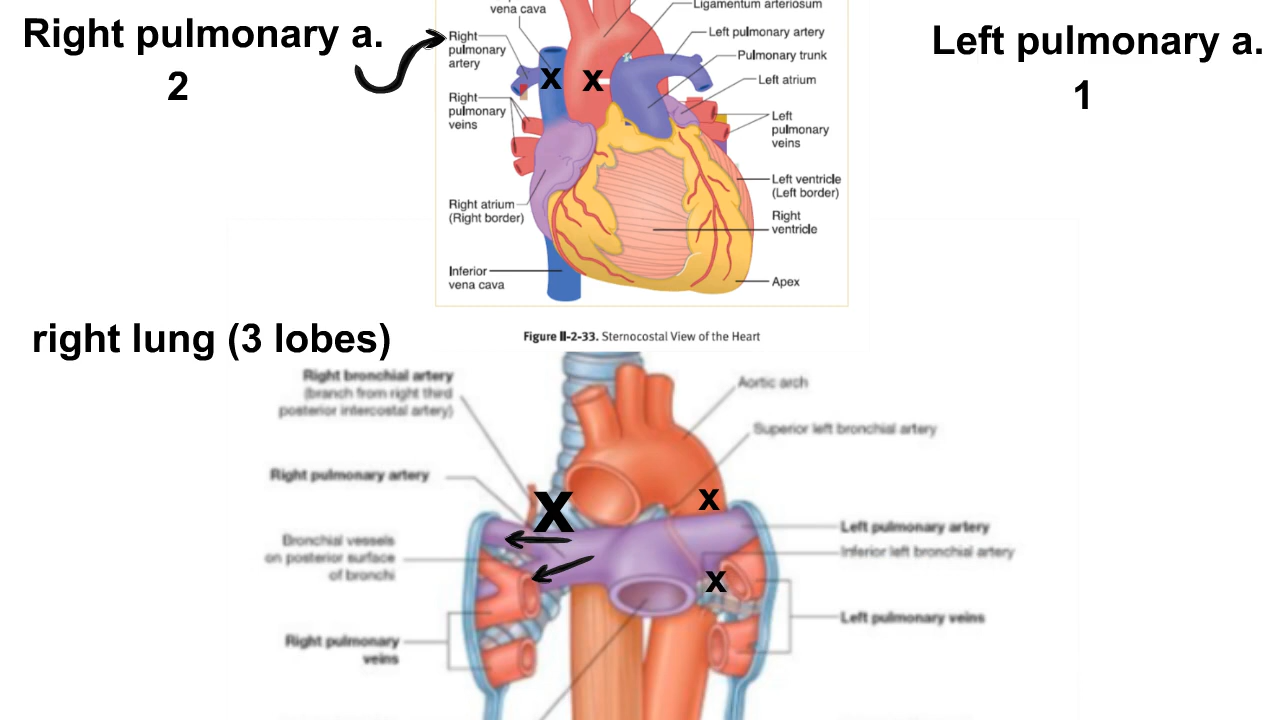 Right pulmonary a.
2
Left pulmonary a.
1
vena cava
Ligamentum arteriosum
Right
pulmonary
artery
Left pulmonary artery
Pulmonary trunk
Left atrium
x x
Right
pulmonary
veins
Left
pulmonary
veins
Left ventricle
(Left border)
Right atrium
(Right border)
Right
ventricle
Inferior
vena cava
Apex
Figure II-2-33. Sternocostal View of the Heart
right lung (3 lobes)
Right bronchial artery
(branch from right third
posterior intercostal artery)
Aortic arch
Superior left bronchial artery
Right pulmonary artery
X
x
Left pulmonary artery
Bronchial vessels
on posterior surface
of bronchi
Inferior left bronchial artery
x
Left pulmonary veins
Right pulmonary
veins